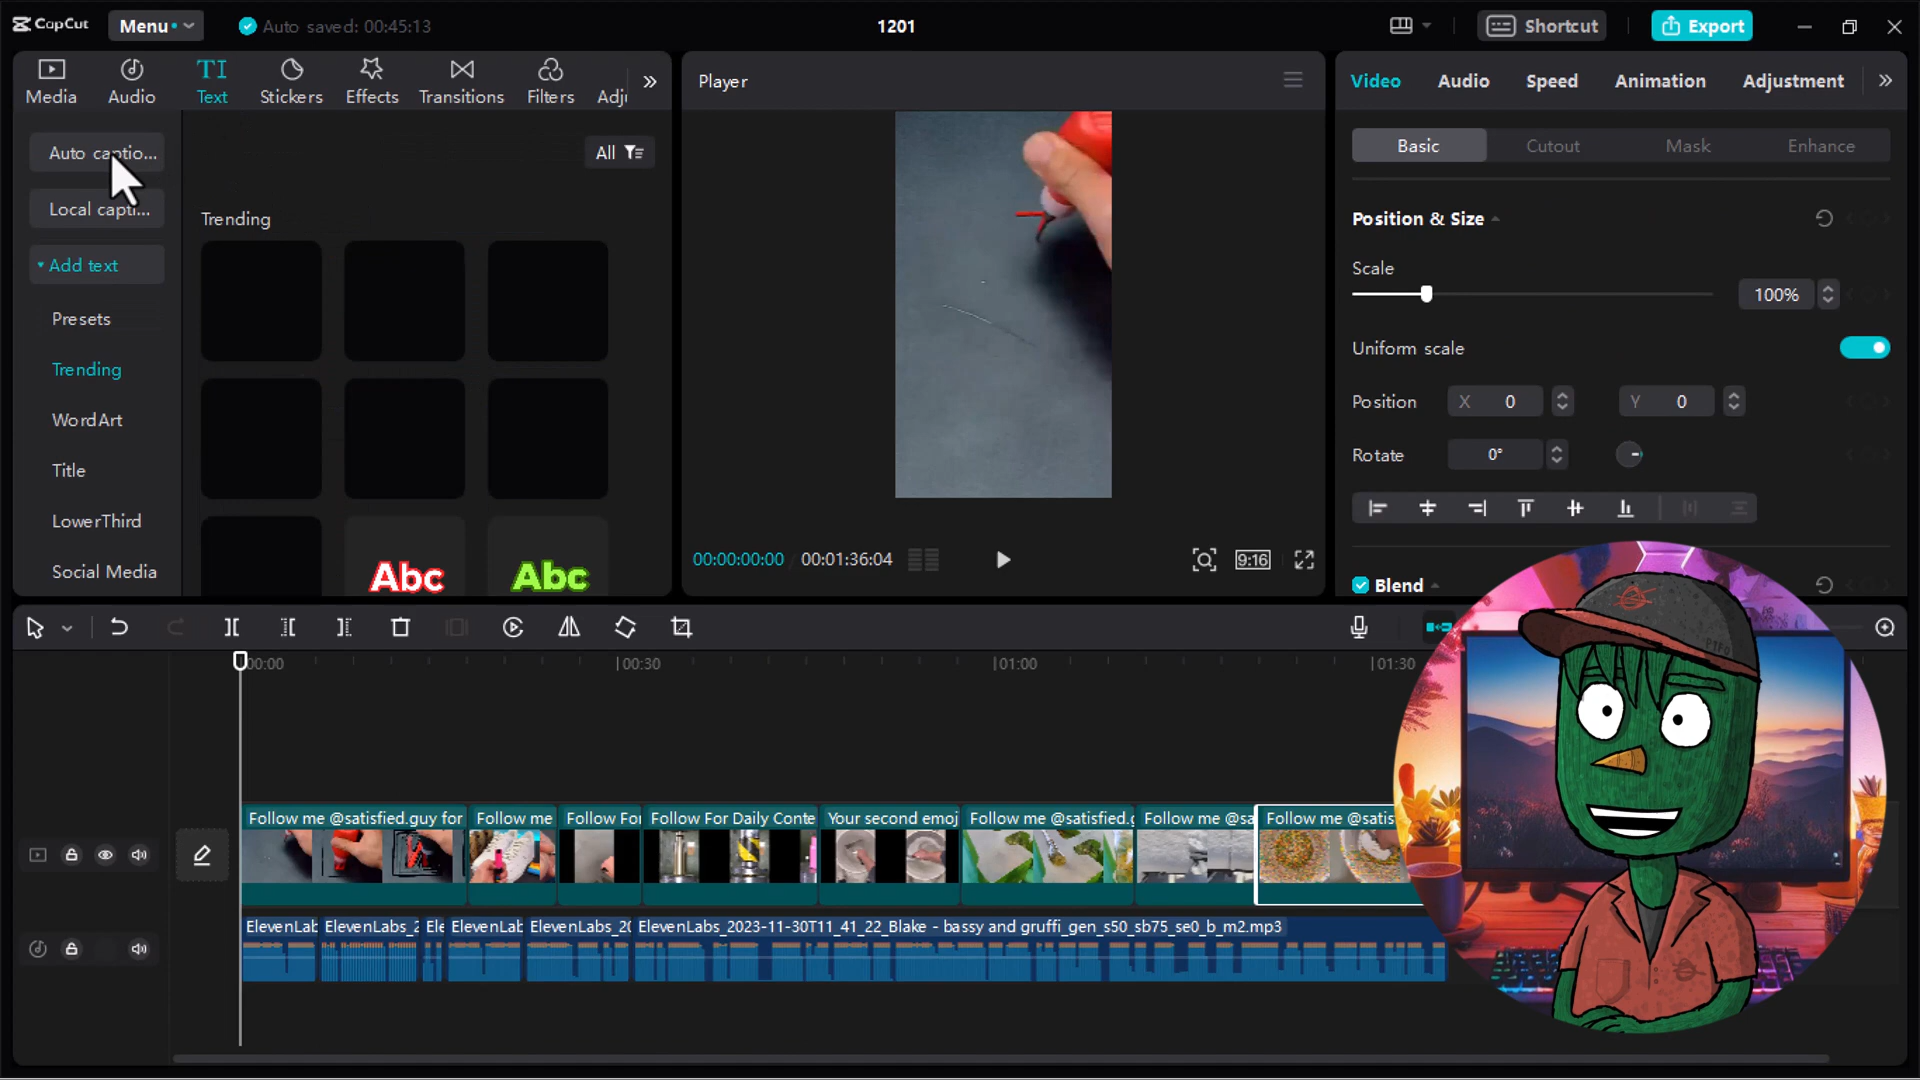 CapCut
Menu
Auto saved: 00:45:13
1201
Shortcut
Export
Media
Audio
Text
Stickers
Effects
Transitions
Filters
Adj
Player
Video
Audio
Speed
Animation
Adjustment
Auto captio...
Local capti...
Add text
Presets
Trending
WordArt
Title
LowerThird
Social Media
All
Trending
Abc
Abc
00:00:00:00
00:01:36:04
9:16
Basic
Cutout
Mask
Enhance
Position & Size
Scale
100%
Uniform scale
Position
X 0
Y 0
Rotate
0°
Blend
00:00
00:30
01:00
01:30
Follow me @satisfied.guy for
Follow me
Follow For
Follow For Daily Conte
Your second emoj
Follow me @satisfied.g
Follow me @sa
Follow me @satis
ElevenLab
ElevenLabs_2
Ele
ElevenLab
ElevenLabs_20
ElevenLabs_2023-11-30T11_41_22_Blake - bassy and gruffi_gen_s50_sb75_se0_b_m2.mp3